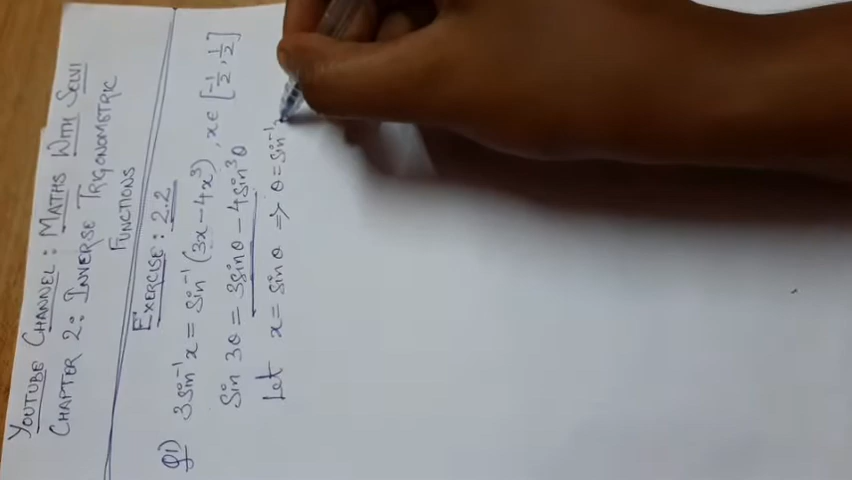 YOUTUBE CHANNEL : MATHS WITH SELVI
CHAPTER 2 : INVERSE TRIGONOMETRIC
FUNCTIONS
EXERCISE : 2.2
Q1) 3sin⁻¹x = sin⁻¹(3x – 4x³), x ∈ [-1/2, 1/2]
Sin 3θ = 3sinθ – 4sin³θ
Let x = sinθ ⇒ θ = sin⁻¹